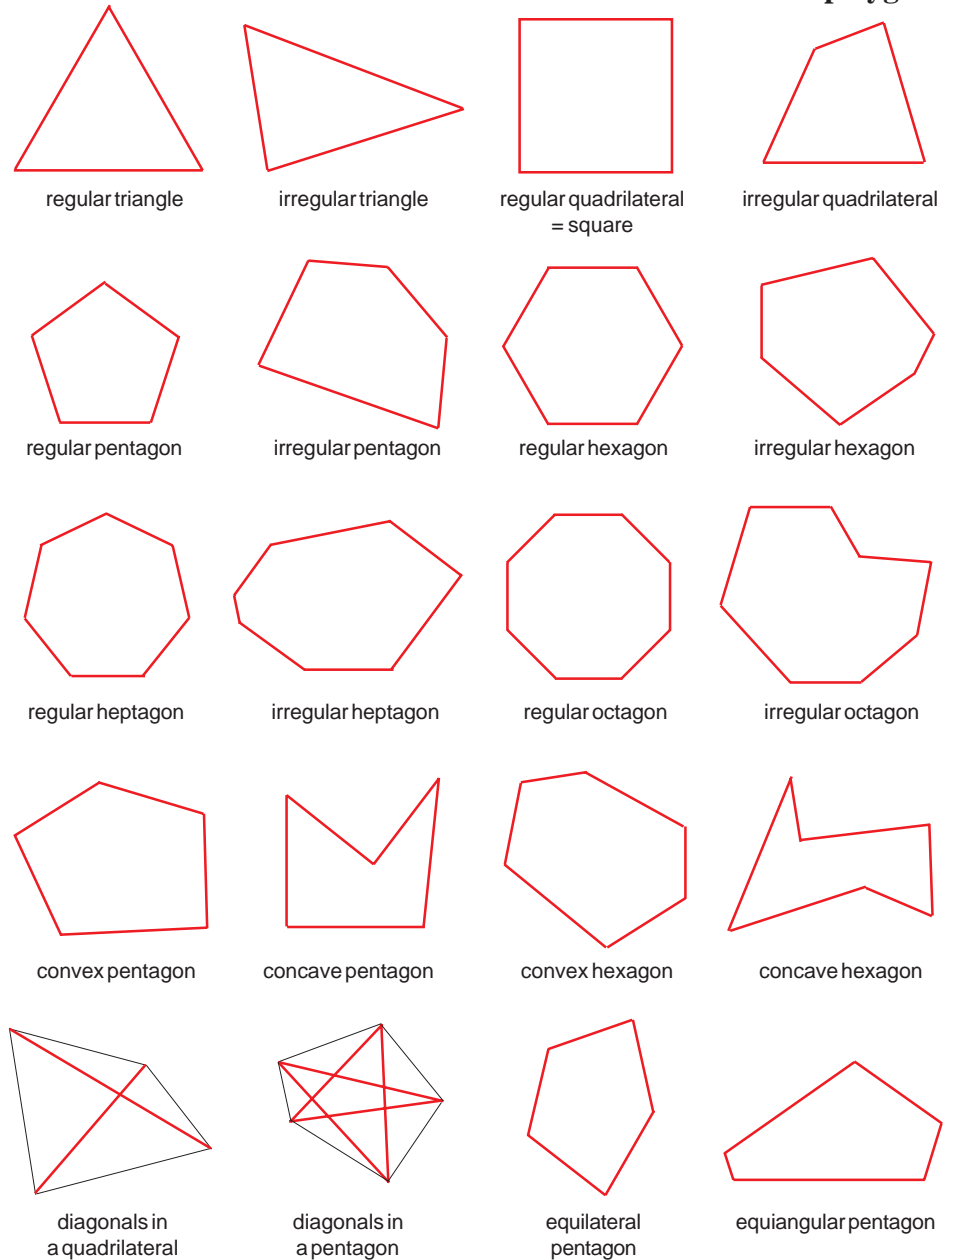 regular triangle
irregular triangle
regular quadrilateral
= square
irregular quadrilateral
regular pentagon
irregular pentagon
regular hexagon
irregular hexagon
regular heptagon
irregular heptagon
regular octagon
irregular octagon
convex pentagon
concave pentagon
convex hexagon
concave hexagon
diagonals in
a quadrilateral
diagonals in
a pentagon
equilateral
pentagon
equiangular pentagon